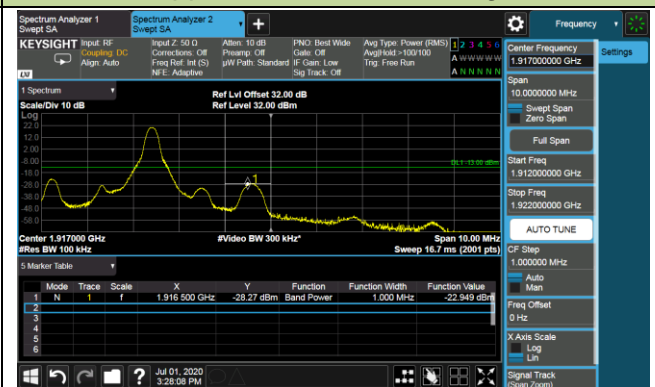 Spectrum Analyzer 1
Swept SA
Spectrum Analyzer 2
Swept SA
+
Frequency
KEYSIGHT
Input: RF
Coupling: DC
Align: Auto
Input Z: 50 Ω
Corrections: Off
Freq Ref: Int (S)
NFE: Adaptive
Atten: 10 dB
Preamp: Off
µW Path: Standard
PNO: Best Wide
Gate: Off
IF Gain: Low
Sig Track: Off
Avg Type: Power (RMS)
Avg|Hold:>100/100
Trig: Free Run
1 2 3 4 5 6
A W W W W W
A N N N N N
LXI
1 Spectrum
Scale/Div 10 dB
Log
Ref Lvl Offset 32.00 dB
Ref Level 32.00 dBm
22.0
12.0
2.00
-8.00
-18.0
-28.0
-38.0
-48.0
-58.0
DL1 -13.00 dBm
1
Center 1.917000 GHz
#Res BW 100 kHz
#Video BW 300 kHz*
Span 10.00 MHz
Sweep 16.7 ms (2001 pts)
5 Marker Table
Mode Trace Scale X Y Function Function Width Function Value
1 N 1 f 1.916 500 GHz -28.27 dBm Band Power 1.000 MHz -22.949 dBm
2
3
4
5
6
Jul 01, 2020
3:28:08 PM
Center Frequency
1.917000000 GHz
Settings
Span
10.0000000 MHz
Swept Span
Zero Span
Full Span
Start Freq
1.912000000 GHz
Stop Freq
1.922000000 GHz
AUTO TUNE
CF Step
1.000000 MHz
Auto
Man
Freq Offset
0 Hz
X Axis Scale
Log
Lin
Signal Track
(Span Zoom)